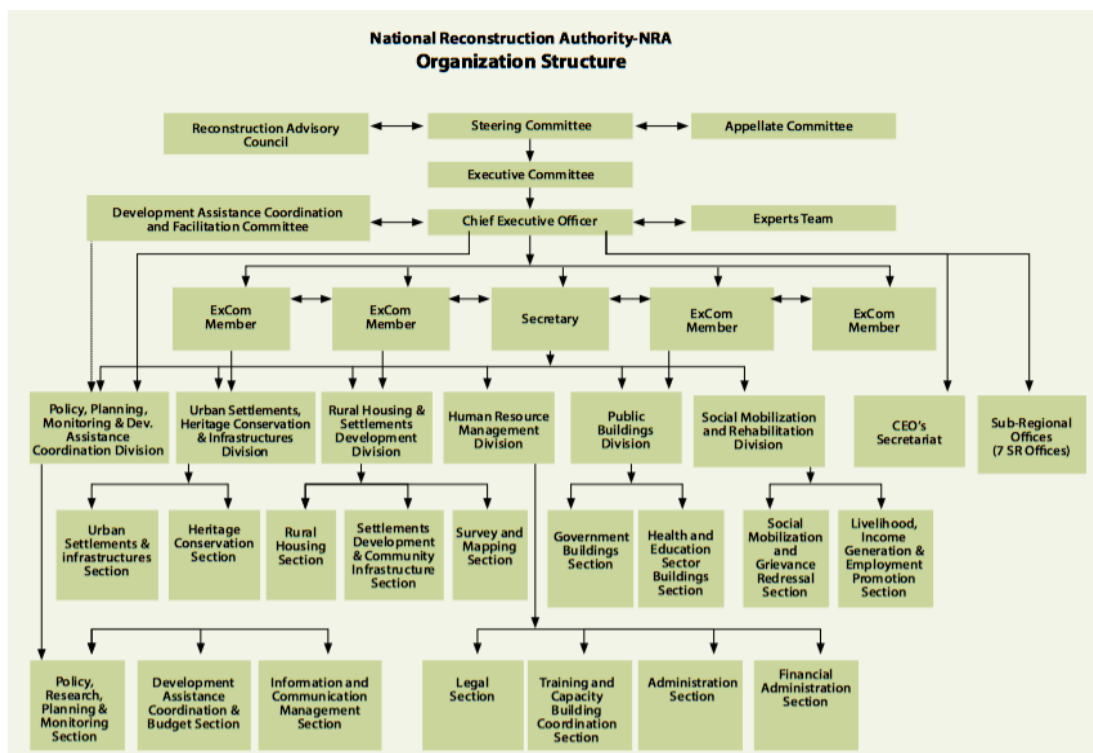 National Reconstruction Authority-NRA
Organization Structure
Reconstruction Advisory
Council
Steering Committee
Appellate Committee
Executive Committee
Development Assistance Coordination
and Facilitation Committee
Chief Executive Officer
Experts Team
ExCom
Member
ExCom
Member
Secretary
ExCom
Member
ExCom
Member
Policy, Planning,
Monitoring & Dev.
Assistance
Coordination Division
Urban Settlements,
Heritage Conservation
& Infrastructures
Division
Rural Housing &
Settlements
Development
Division
Human Resource
Management
Division
Public
Buildings
Division
Social Mobilization
and Rehabilitation
Division
CEO's
Secretariat
Sub-Regional
Offices
(7 SR Offices)
Urban
Settlements &
infrastructures
Section
Heritage
Conservation
Section
Rural
Housing
Section
Settlements
Development
& Community
Infrastructure
Section
Survey and
Mapping
Section
Government
Buildings
Section
Health and
Education
Sector
Buildings
Section
Social
Mobilization
and
Grievance
Redressal
Section
Livelihood,
Income
Generation &
Employment
Promotion
Section
Policy,
Research,
Planning &
Monitoring
Section
Development
Assistance
Coordination &
Budget Section
Information and
Communication
Management
Section
Legal
Section
Training and
Capacity
Building
Coordination
Section
Administration
Section
Financial
Administration
Section